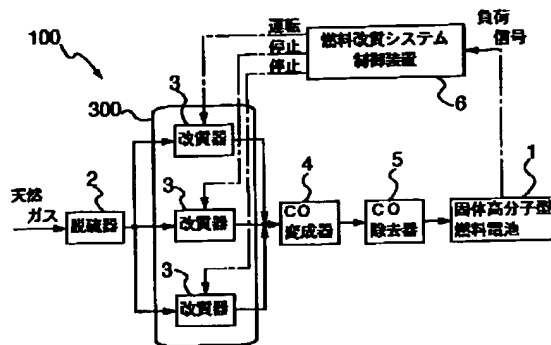 100
運転
停止
停止
燃料改質システム
制御装置
6
負荷
信号
300
3
改質器
天然
ガス
2
脱硫器
3
改質器
4
CO
変成器
5
CO
除去器
1
固体高分子型
燃料電池
3
改質器